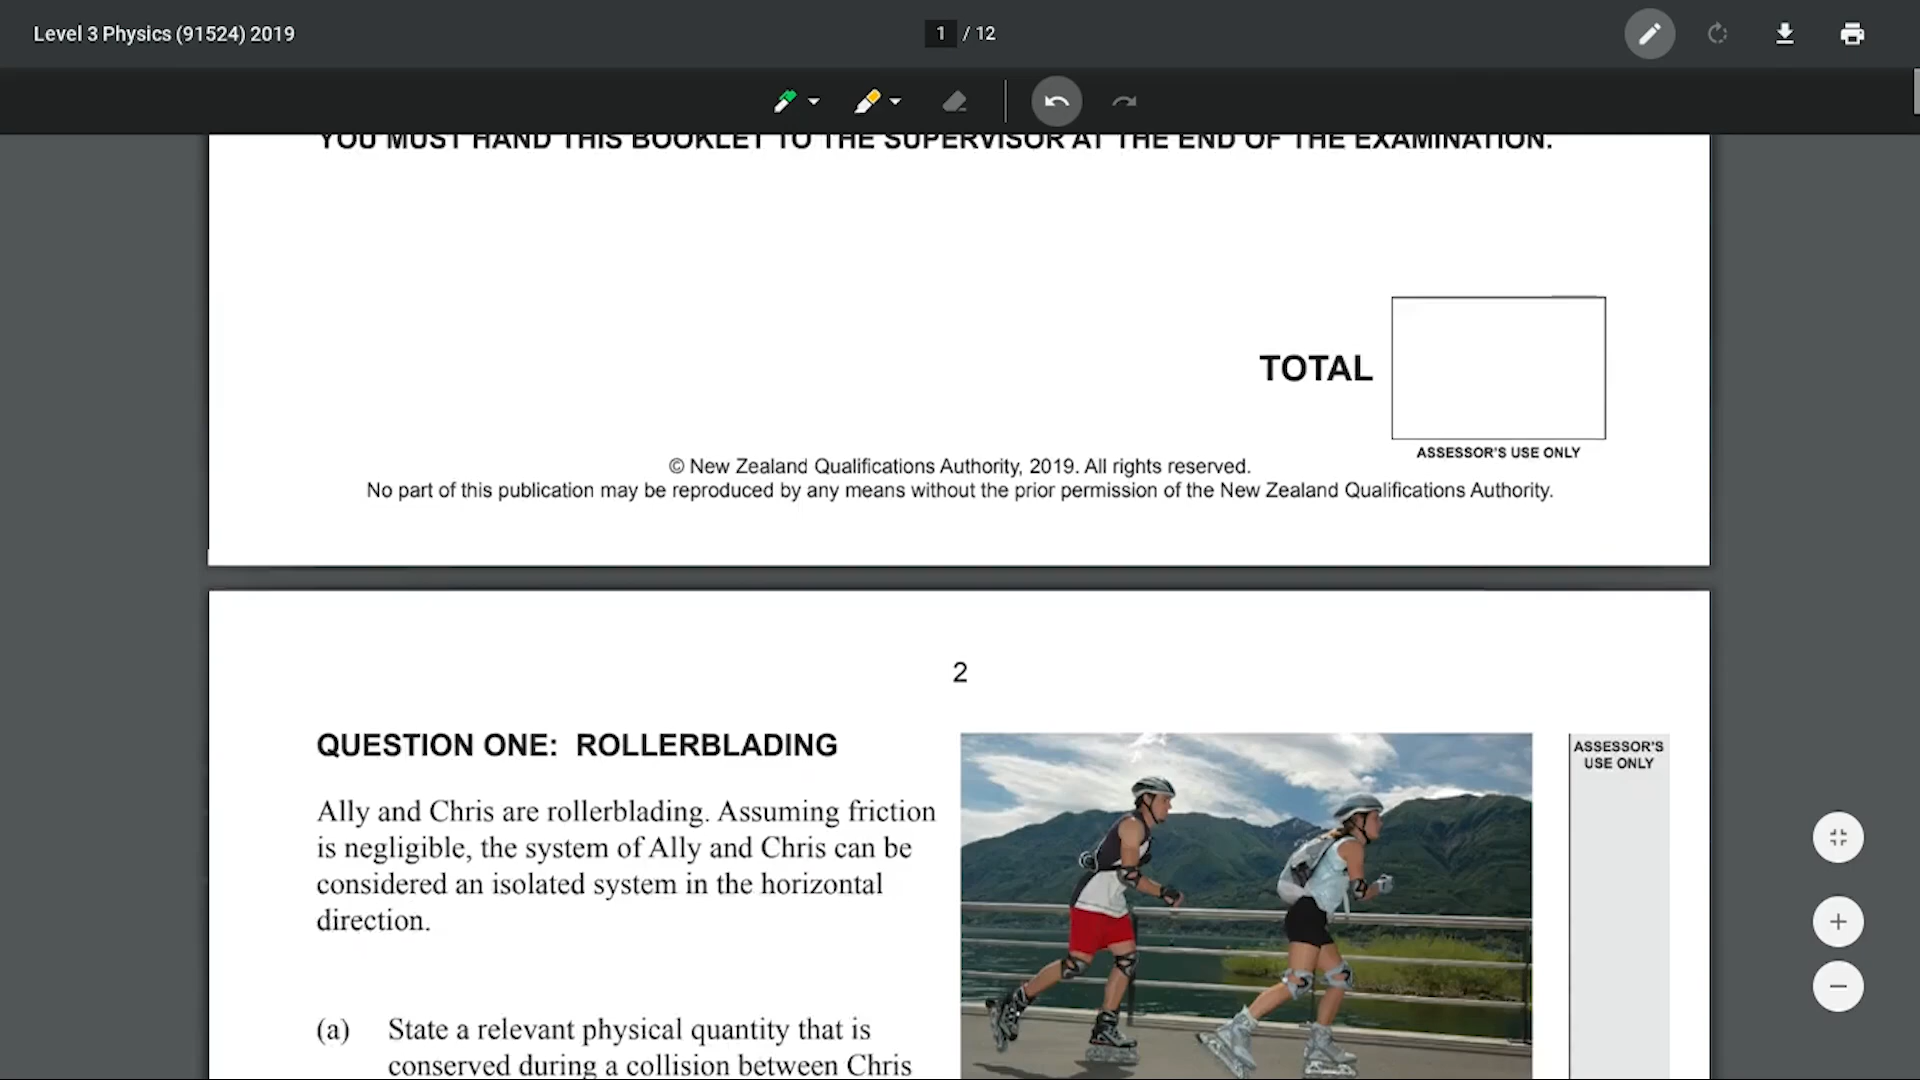 Level 3 Physics (91524) 2019
1 / 12
YOU MUST HAND THIS BOOKLET TO THE SUPERVISOR AT THE END OF THE EXAMINATION.
TOTAL
ASSESSOR'S USE ONLY
© New Zealand Qualifications Authority, 2019. All rights reserved.
No part of this publication may be reproduced by any means without the prior permission of the New Zealand Qualifications Authority.
2
QUESTION ONE: ROLLERBLADING
ASSESSOR'S
USE ONLY
Ally and Chris are rollerblading. Assuming friction
is negligible, the system of Ally and Chris can be
considered an isolated system in the horizontal
direction.
(a) State a relevant physical quantity that is
conserved during a collision between Chris